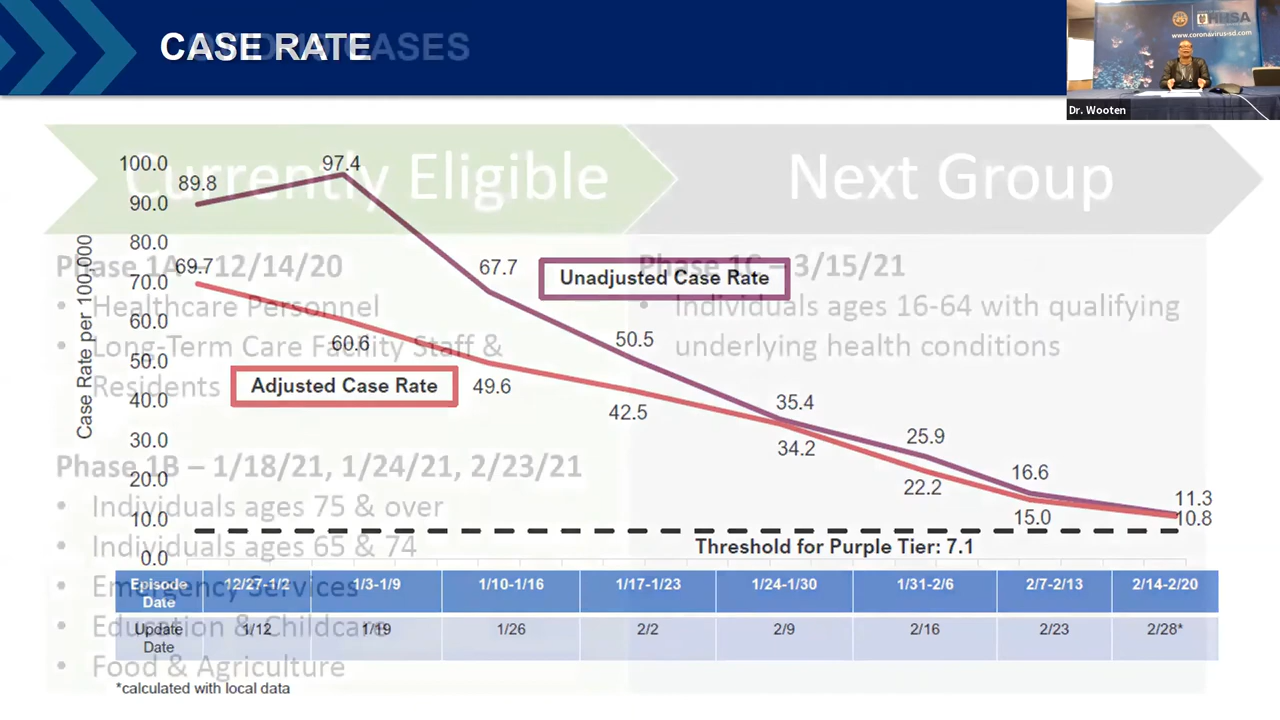 CASE RATE
CASES
HHSA
www.coronavirus-sd.com
Dr. Wooten
Currently Eligible
Next Group
Phase 1A – 12/14/20
• Healthcare Personnel
• Long-Term Care Facility Staff &
Residents
Phase 1B – 1/18/21, 1/24/21, 2/23/21
• Individuals ages 75 & over
• Individuals ages 65 & 74
• Emergency Services
• Education & Childcare
• Food & Agriculture
Phase 1C – 3/15/21
• Individuals ages 16-64 with qualifying
underlying health conditions
Case Rate per 100,000
100.0
90.0
80.0
70.0
60.0
50.0
40.0
30.0
20.0
10.0
0.0
89.8
97.4
67.7
50.5
35.4
25.9
16.6
11.3
69.7
60.6
49.6
42.5
34.2
22.2
15.0
10.8
Unadjusted Case Rate
Adjusted Case Rate
Threshold for Purple Tier: 7.1
Episode Date 12/27-1/2 1/3-1/9 1/10-1/16 1/17-1/23 1/24-1/30 1/31-2/6 2/7-2/13 2/14-2/20
Update Date 1/12 1/19 1/26 2/2 2/9 2/16 2/23 2/28*
*calculated with local data